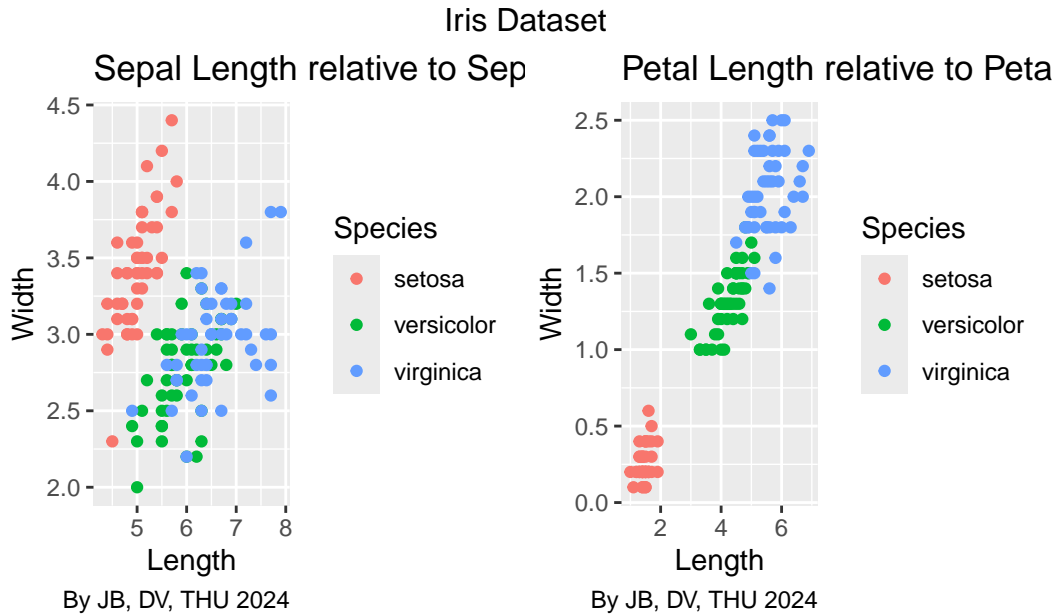 Iris Dataset
Sepal Length relative to Sep
4.5
4.0
3.5
3.0
2.5
2.0
Width
5 6 7 8
Length
Species
setosa
versicolor
virginica
By JB, DV, THU 2024
Petal Length relative to Peta
2.5
2.0
1.5
1.0
0.5
0.0
Width
2 4 6
Length
Species
setosa
versicolor
virginica
By JB, DV, THU 2024